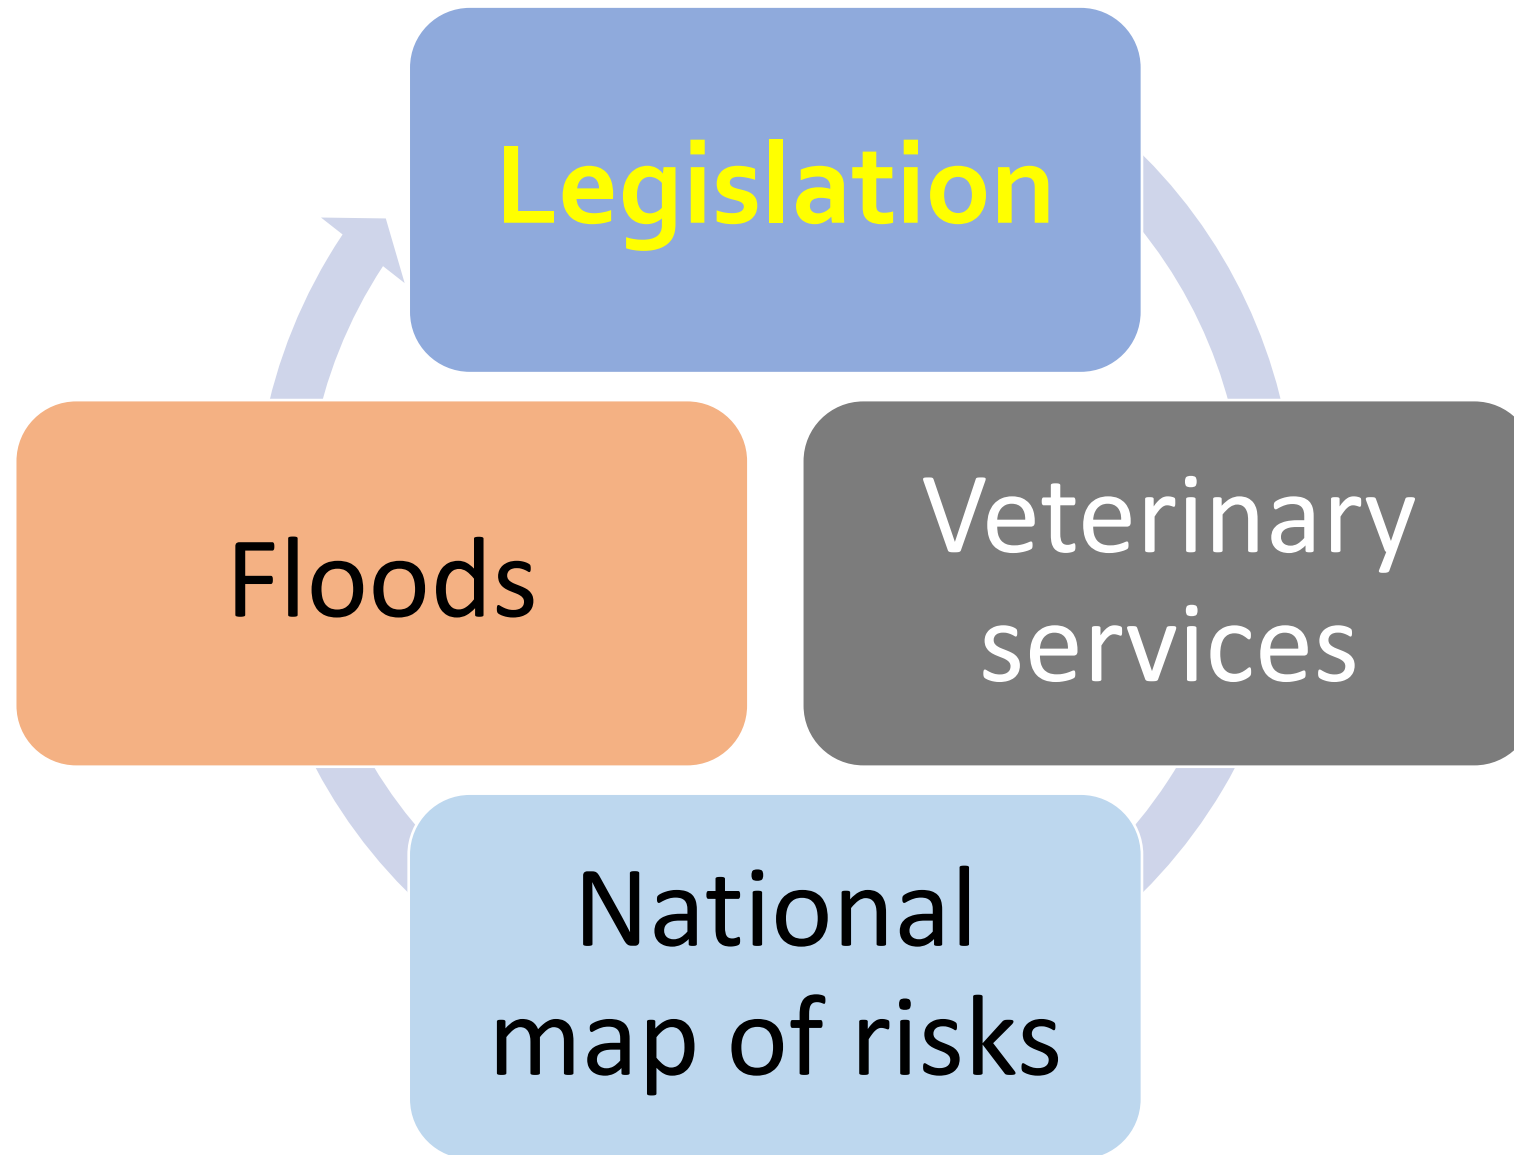 Legislation
Veterinary
services
National
map of risks
Floods